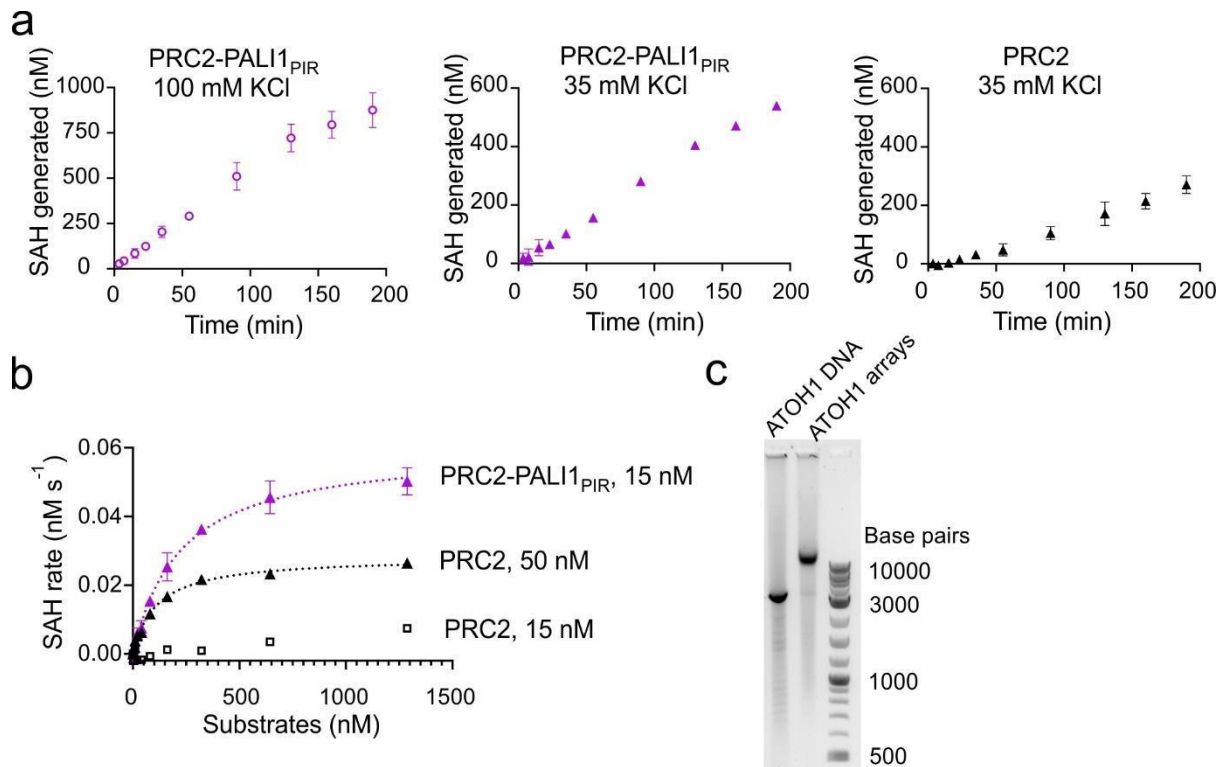 a
PRC2-PALI1PIR
100 mM KCl
SAH generated (nM)
1000
750
500
250
0
0 50 100 150 200
Time (min)
PRC2-PALI1PIR
35 mM KCl
SAH generated (nM)
600
400
200
0
0 50 100 150 200
Time (min)
PRC2
35 mM KCl
SAH generated (nM)
600
400
200
0
0 50 100 150 200
Time (min)
b
SAH rate (nM s-1)
0.06
0.04
0.02
0.00
0 500 1000 1500
Substrates (nM)
PRC2-PALI1PIR, 15 nM
PRC2, 50 nM
PRC2, 15 nM
c
ATOH1 DNA
ATOH1 arrays
Base pairs
10000
3000
1000
500